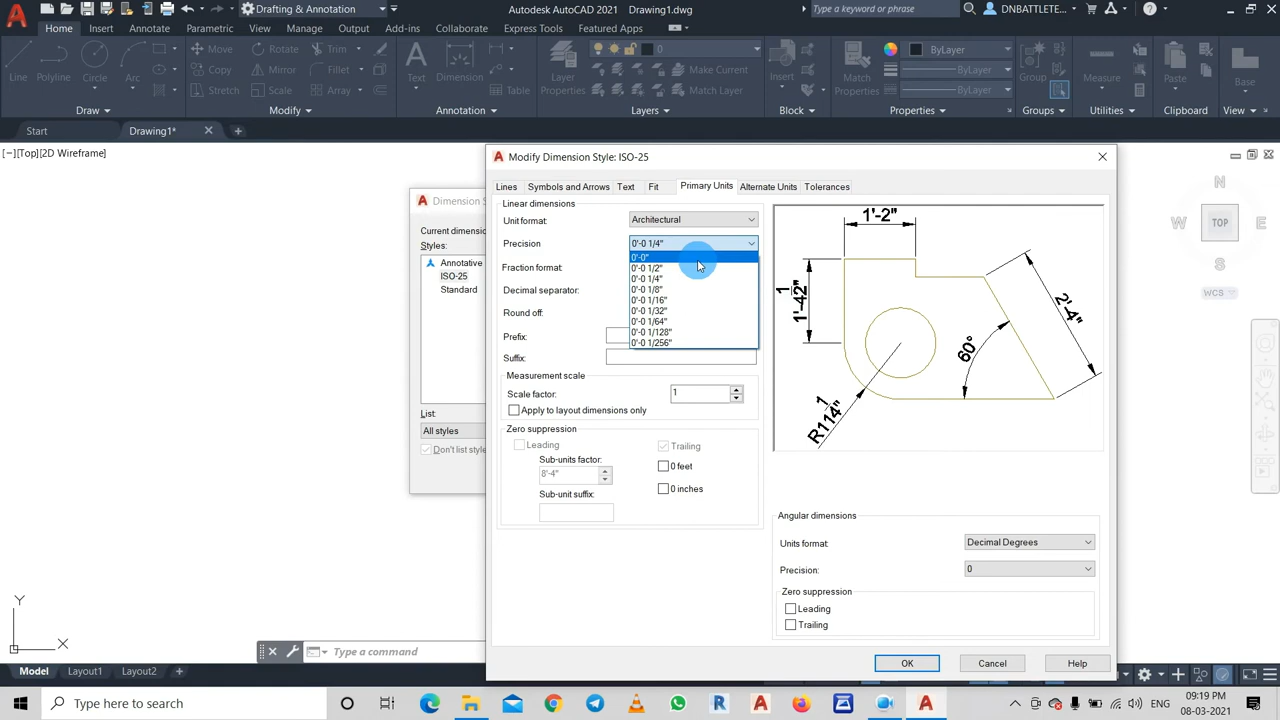 Drafting & Annotation
Autodesk AutoCAD 2021 Drawing1.dwg
Type a keyword or phrase
DNBATTLETE...
Home Insert Annotate Parametric View Manage Output Add-ins Collaborate Express Tools Featured Apps
Line Polyline Circle Arc
Move Rotate Trim
Copy Mirror Fillet
Stretch Scale Array
Text Dimension Table
Layer Properties
0
Make Current
Match Layer
Insert
Match Properties
ByLayer
ByLayer
ByLayer
Group
Measure
Paste
Base
Draw Modify Annotation Layers Block Properties Groups Utilities Clipboard View
Start Drawing1*
[−][Top][2D Wireframe]
N
W TOP E
S
WCS
Dimension S
Current dimens
Styles:
Annotative
ISO-25
Standard
List:
All styles
Don't list style
Modify Dimension Style: ISO-25
Lines Symbols and Arrows Text Fit Primary Units Alternate Units Tolerances
Linear dimensions
Unit format: Architectural
Precision 0'-0 1/4"
0'-0"
0'-0 1/2"
Fraction format:
0'-0 1/4"
0'-0 1/8"
Decimal separator:
0'-0 1/16"
0'-0 1/32"
Round off:
0'-0 1/64"
0'-0 1/128"
Prefix:
0'-0 1/256"
Suffix:
Measurement scale
Scale factor: 1
Apply to layout dimensions only
Zero suppression
Leading Trailing
Sub-units factor:
8'-4"
0 feet
0 inches
Sub-unit suffix:
1'-2"
1'-4 1/2"
2'-4"
60°
R11 1/4"
Angular dimensions
Units format: Decimal Degrees
Precision: 0
Zero suppression
Leading
Trailing
OK Cancel Help
Y
X
Type a command
Model Layout1 Layout2
Type here to search
09:19 PM
08-03-2021